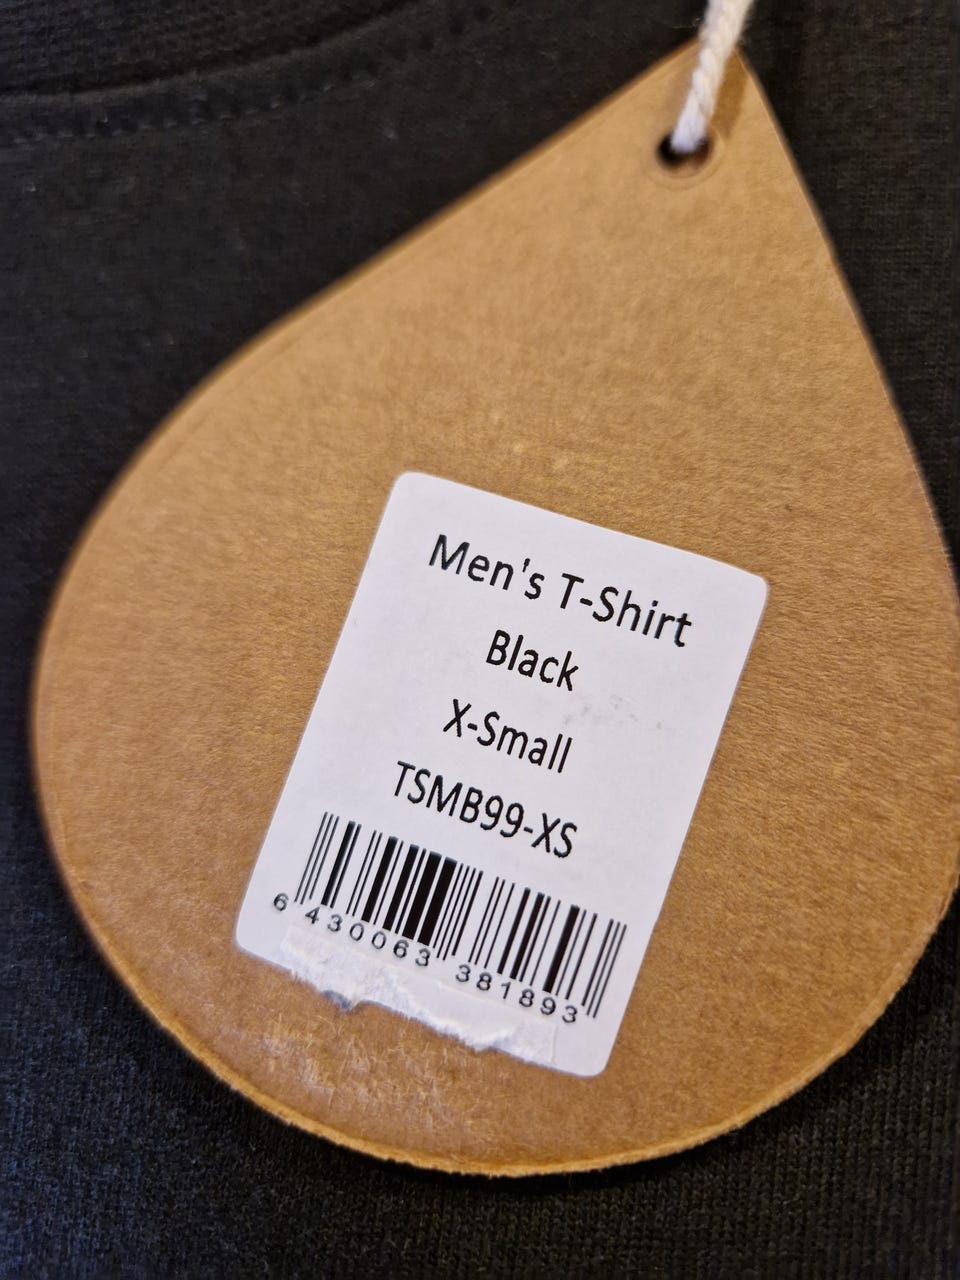 Men's T-Shirt
Black
X-Small
TSMB99-XS
6 430063 381893